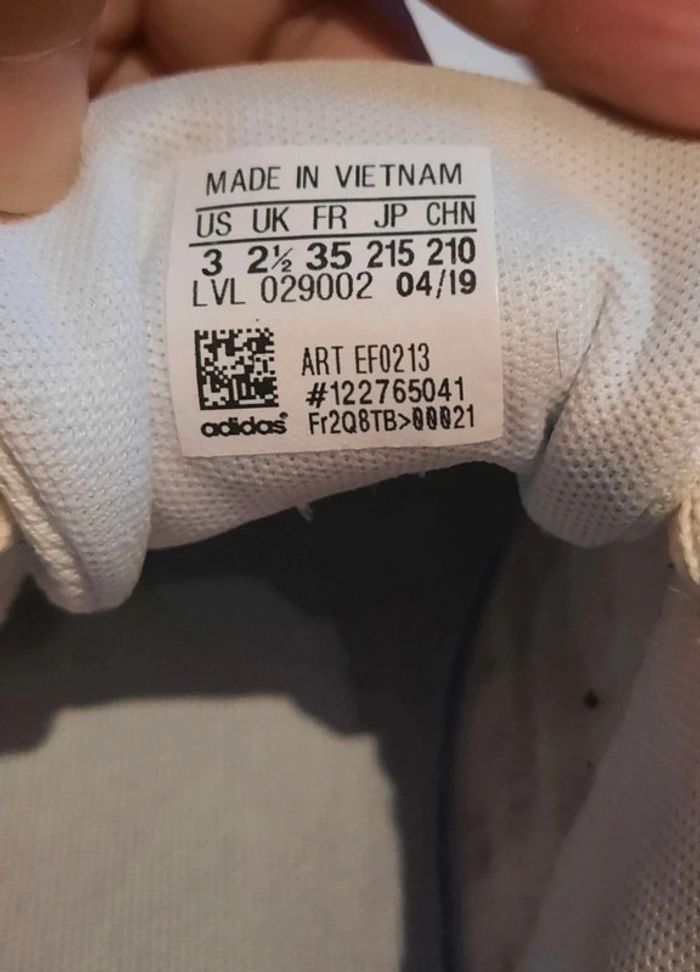 MADE IN VIETNAM
US UK FR JP CHN
3 2½ 35 215 210
LVL 029002 04/19
ART EF0213
#122765041
adidas® Fr2Q8TB>00021